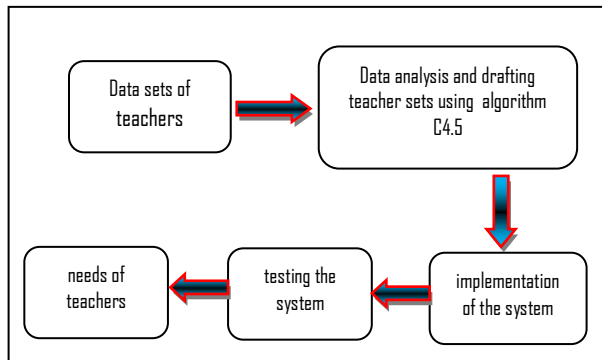 Data sets of
teachers
Data analysis and drafting
teacher sets using algorithm
C4.5
implementation
of the system
testing the
system
needs of
teachers